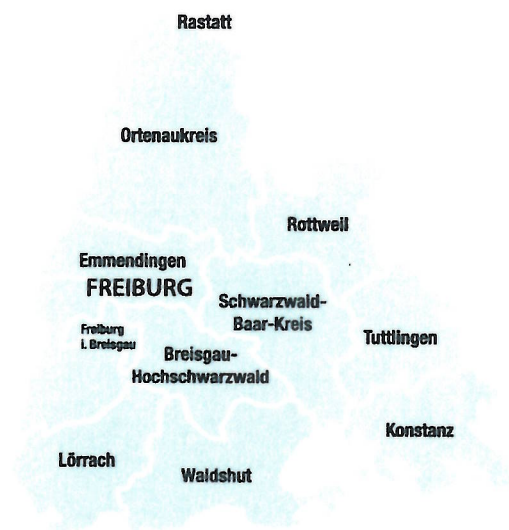 Rastatt
Ortenaukreis
Rottweil
Emmendingen
FREIBURG
Schwarzwald-
Baar-Kreis
Freiburg
i. Breisgau
Tuttlingen
Breisgau-
Hochschwarzwald
Konstanz
Lörrach
Waldshut